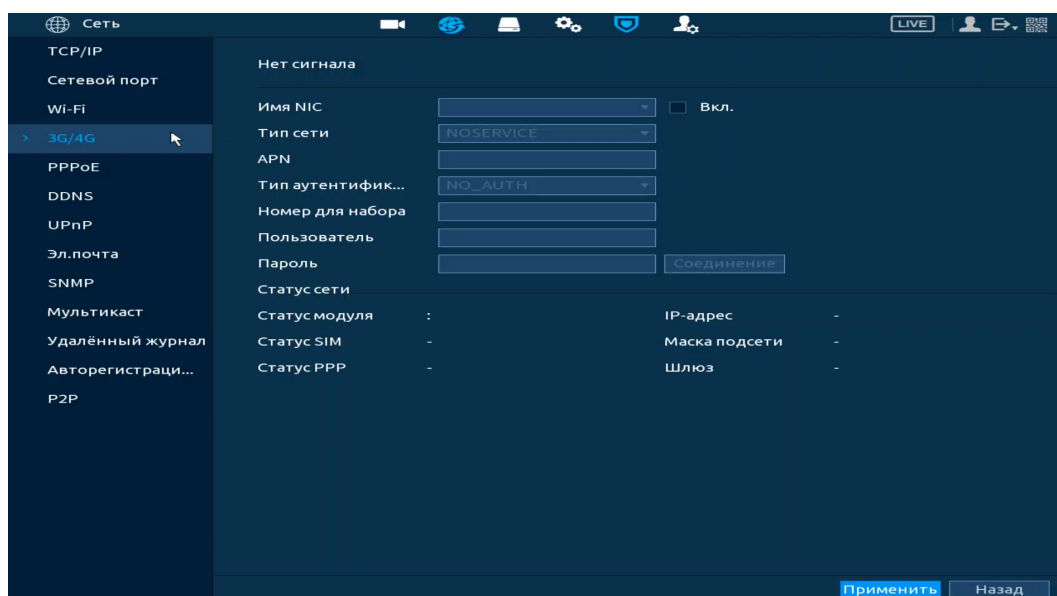 Сеть
LIVE
TCP/IP
Сетевой порт
Wi-Fi
> 3G/4G
PPPoE
DDNS
UPnP
Эл.почта
SNMP
Мультикаст
Удалённый журнал
Авторегистраци...
P2P
Нет сигнала
Имя NIC Вкл.
Тип сети NOSERVICE
APN
Тип аутентифик... NO_AUTH
Номер для набора
Пользователь
Пароль Соединение
Статус сети
Статус модуля : IP-адрес -
Статус SIM - Маска подсети -
Статус PPP - Шлюз -
Применить Назад